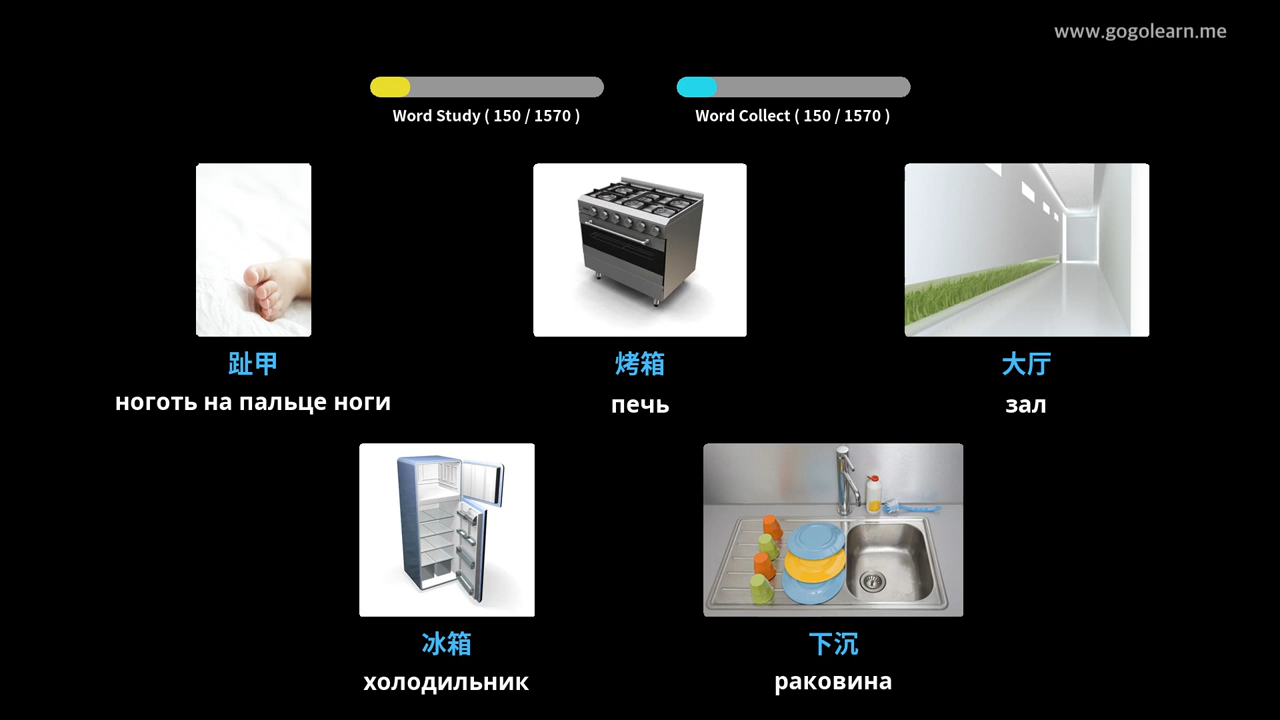 www.gogolearn.me
Word Study ( 150 / 1570 )
Word Collect ( 150 / 1570 )
趾甲
ноготь на пальце ноги
烤箱
печь
大厅
зал
冰箱
холодильник
下沉
раковина